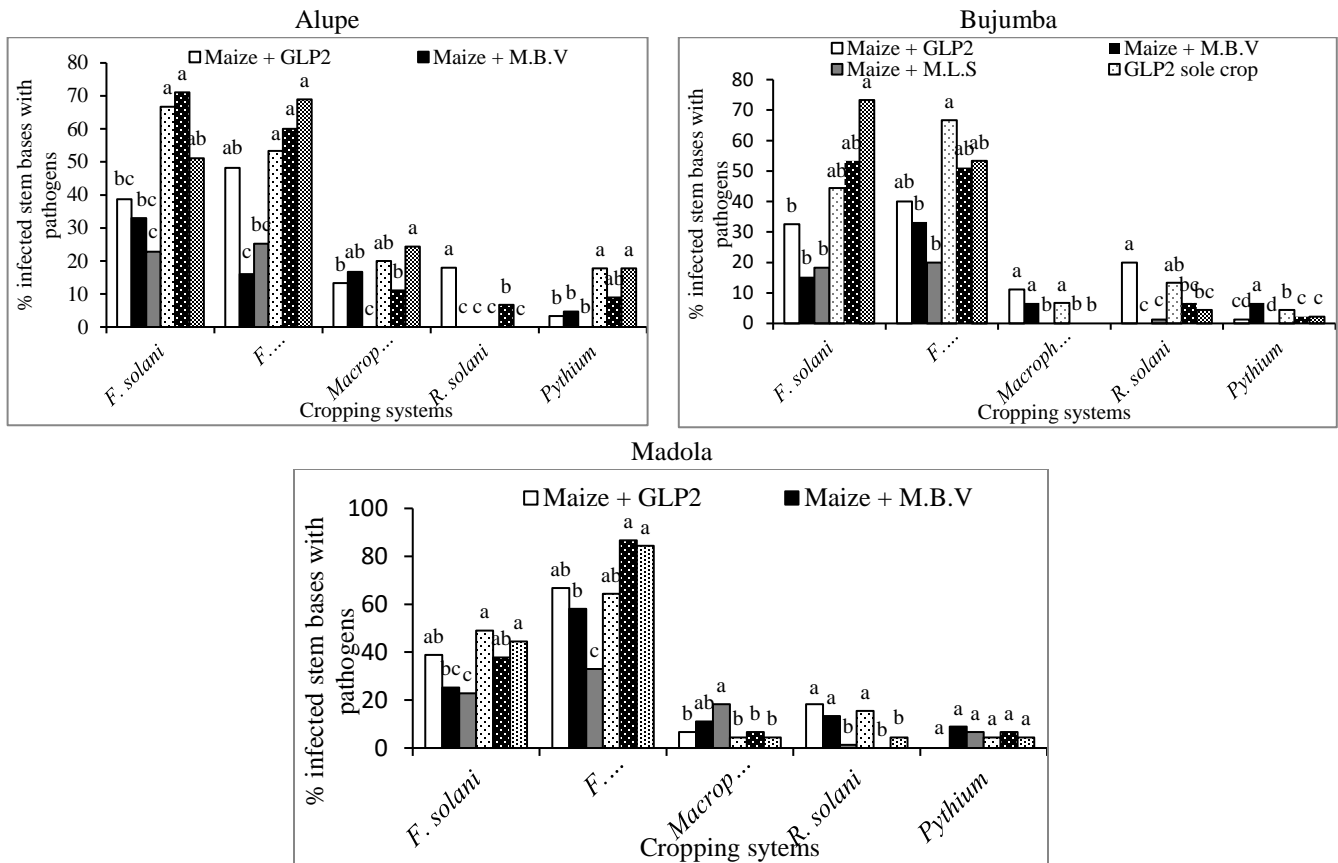 Alupe
Maize + GLP2 Maize + M.B.V
% infected stem bases with pathogens
80
70
60
50
40
30
20
10
0
bc bc c a a ab
ab c bc a a a
b ab c ab b a
a c c c b c
b b b a ab a
F. solani
F. ...
Macrop...
R. solani
Pythium
Cropping systems
Bujumba
Maize + GLP2 Maize + M.B.V
Maize + M.L.S GLP2 sole crop
% infected stem bases with pathogens
80
70
60
50
40
30
20
10
0
b b b ab ab a
ab b b a ab ab
a a b a b b
a c c ab bc bc
cd a d b c c
F. solani
F. ...
Macroph...
R. solani
Pythium
Cropping systems
Madola
Maize + GLP2 Maize + M.B.V
% infected stem bases with pathogens
100
80
60
40
20
0
ab bc c a ab a
ab b c ab a a
b ab a b b b
a a b a b b
a a a a a a
F. solani
F....
Macrop...
R. solani
Pythium
Cropping sytems